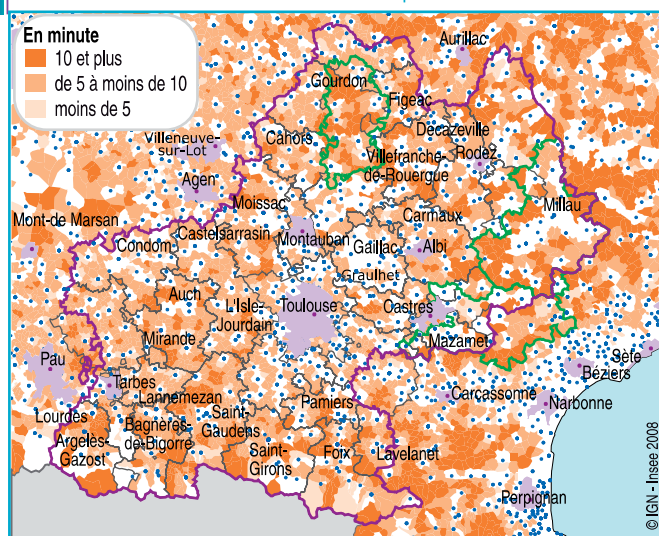 En minute
10 et plus
de 5 à moins de 10
moins de 5
Aurillac
Gourdon
Figeac
Decazeville
Cahors
Villeneuve-
sur-Lot
Villefranche-
de-Rouergue
Rodez
Agen
Moissac
Millau
Mont-de Marsan
Carmaux
Condom
Castelsarrasin
Montauban
Gaillac
Albi
Graulhet
Auch
L'Isle-
Jourdain
Toulouse
Castres
Mirande
Mazamet
Pau
Sète
Béziers
Tarbes
Lannemezan
Pamiers
Carcassonne
Narbonne
Lourdes
Bagnères-
de-Bigorre
Saint-
Gaudens
Argelès-
Gazost
Saint-
Girons
Foix
Lavelanet
Perpignan
© IGN - Insee 2008